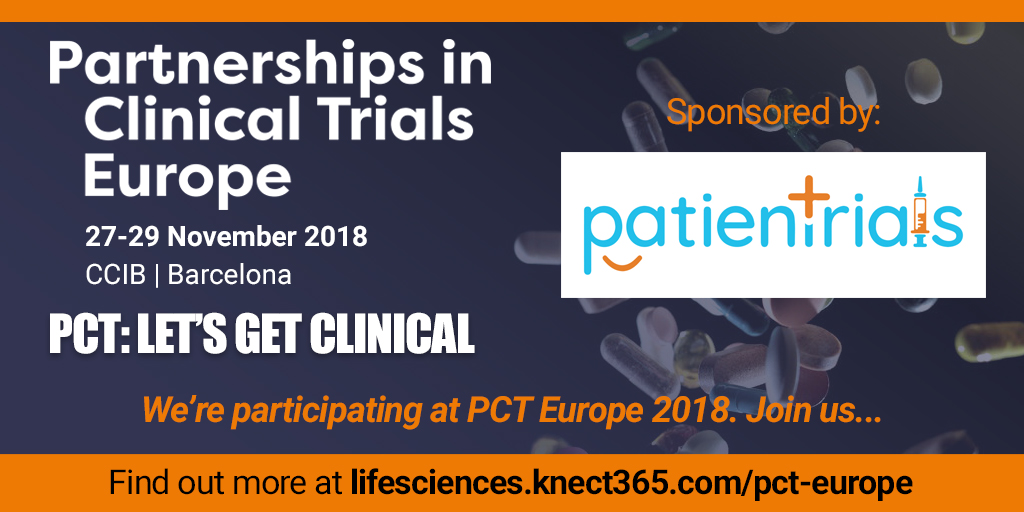 Partnerships in
Clinical Trials
Europe
27-29 November 2018
CCIB | Barcelona
PCT: LET'S GET CLINICAL
Sponsored by:
patientrials
We're participating at PCT Europe 2018. Join us...
Find out more at lifesciences.knect365.com/pct-europe